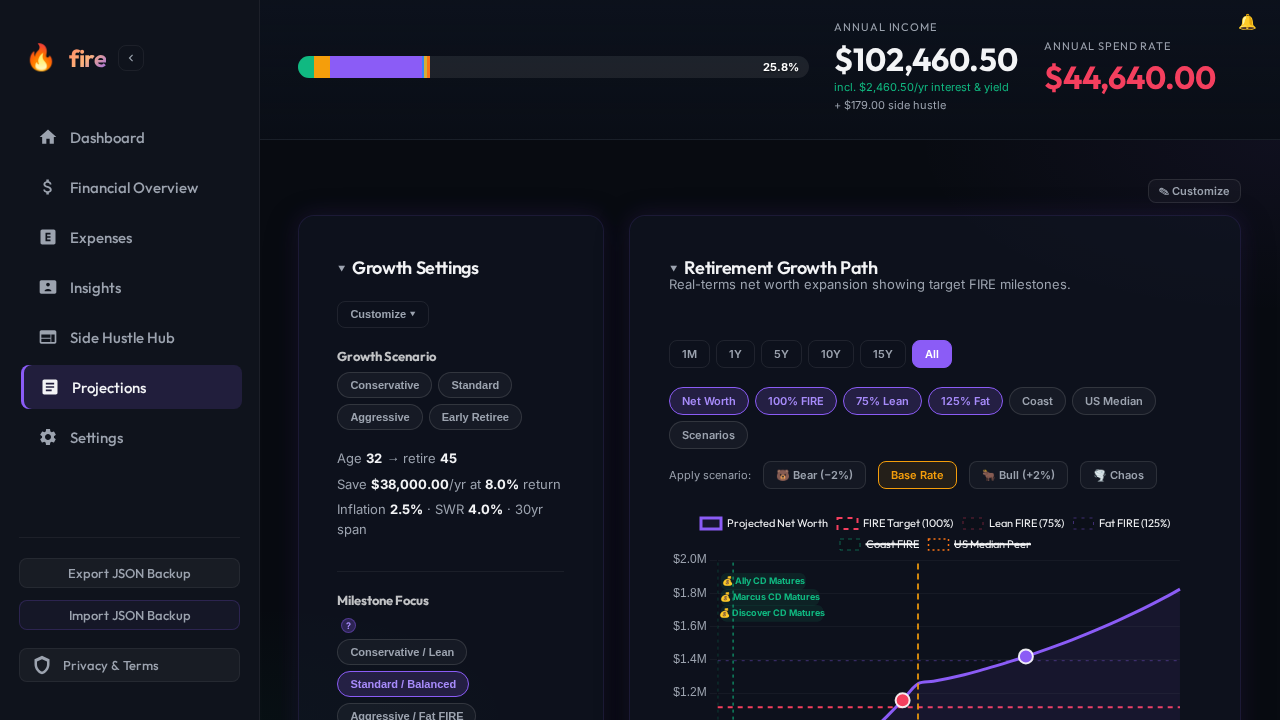 fire
Dashboard
Financial Overview
Expenses
Insights
Side Hustle Hub
Projections
Settings
Export JSON Backup
Import JSON Backup
Privacy & Terms
25.8%
ANNUAL INCOME
$102,460.50
incl. $2,460.50/yr interest & yield
+ $179.00 side hustle
ANNUAL SPEND RATE
$44,640.00
Customize
Growth Settings
Customize
Growth Scenario
Conservative
Standard
Aggressive
Early Retiree
Age 32 → retire 45
Save $38,000.00/yr at 8.0% return
Inflation 2.5% · SWR 4.0% · 30yr
span
Milestone Focus
?
Conservative / Lean
Standard / Balanced
Aggressive / Fat FIRE
Retirement Growth Path
Real-terms net worth expansion showing target FIRE milestones.
1M
1Y
5Y
10Y
15Y
All
Net Worth
100% FIRE
75% Lean
125% Fat
Coast
US Median
Scenarios
Apply scenario:
Bear (−2%)
Base Rate
Bull (+2%)
Chaos
Projected Net Worth
FIRE Target (100%)
Lean FIRE (75%)
Fat FIRE (125%)
Coast FIRE
US Median Peer
$2.0M
Ally CD Matures
$1.8M
Marcus CD Matures
Discover CD Matures
$1.6M
$1.4M
$1.2M